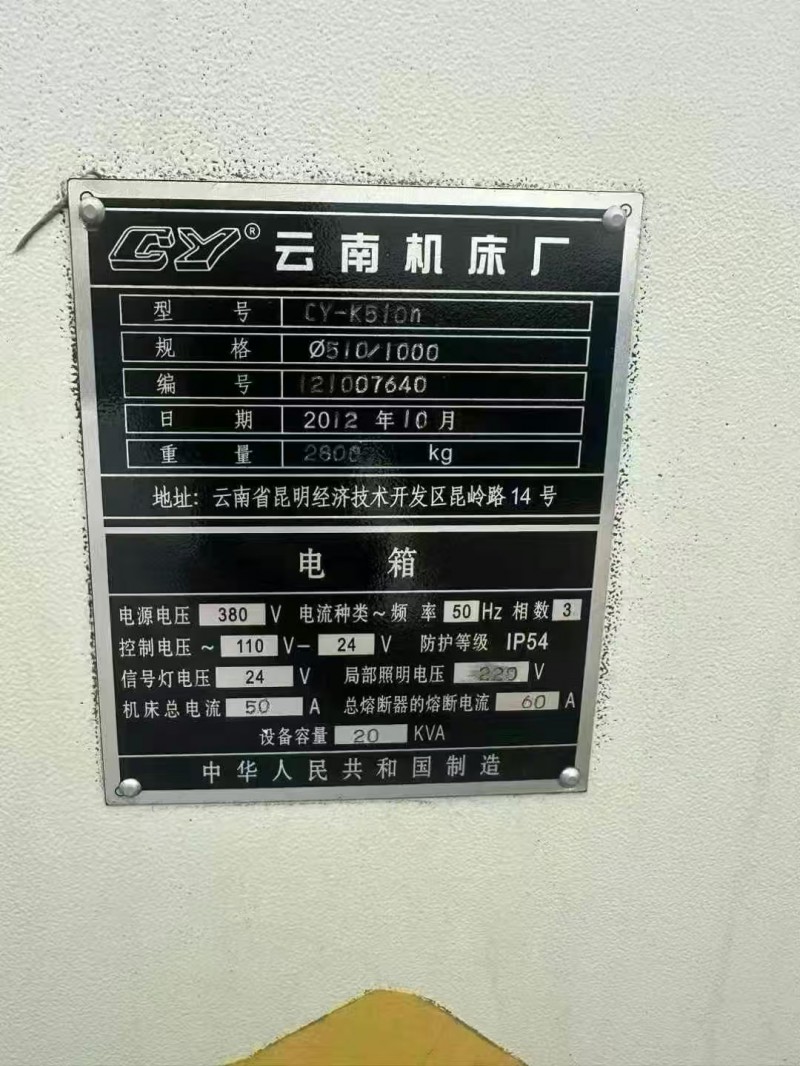 CY® 云南机床厂
型号 CY-K510n
规格 Ø510/1000
编号 121007640
日期 2012 年 10 月
重量 2800 kg
地址：云南省昆明经济技术开发区昆岭路 14 号
电箱
电源电压 380 V 电流种类～频率 50 Hz 相数 3
控制电压～ 110 V— 24 V 防护等级 IP54
信号灯电压 24 V 局部照明电压 220 V
机床总电流 50 A 总熔断器的熔断电流 60 A
设备容量 20 KVA
中华人民共和国制造